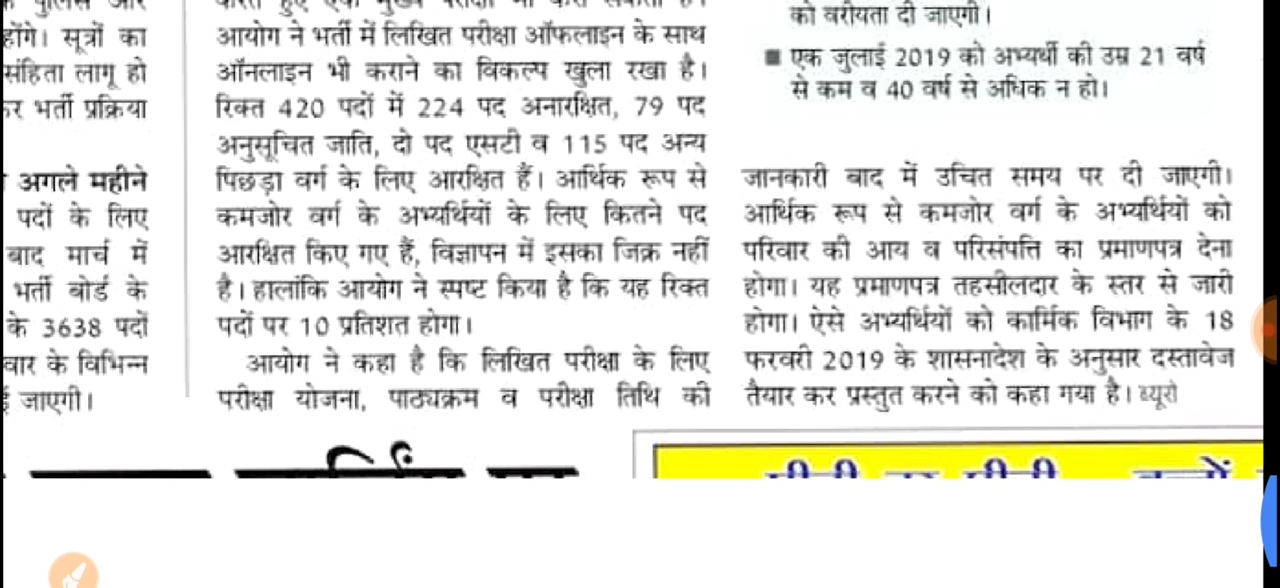 होंगे। सूत्रों का
संहिता लागू हो
भर्ती प्रक्रिया
अगले महीने
पदों के लिए
बाद मार्च में
भर्ती बोर्ड के
के 3638 पदों
के विभिन्न
जाएगी।
आयोग ने भर्ती में लिखित परीक्षा ऑफलाइन के साथ
ऑनलाइन भी कराने का विकल्प खुला रखा है।
रिक्त 420 पदों में 224 पद अनारक्षित, 79 पद
अनुसूचित जाति, दो पद एसटी व 115 पद अन्य
पिछड़ा वर्ग के लिए आरक्षित हैं। आर्थिक रूप से
कमजोर वर्ग के अभ्यर्थियों के लिए कितने पद
आरक्षित किए गए हैं, विज्ञापन में इसका जिक्र नहीं
है। हालांकि आयोग ने स्पष्ट किया है कि यह रिक्त
पदों पर 10 प्रतिशत होगा।
आयोग ने कहा है कि लिखित परीक्षा के लिए
परीक्षा योजना, पाठ्यक्रम व परीक्षा तिथि की
को वरीयता दी जाएगी।
■ एक जुलाई 2019 को अभ्यर्थी की उम्र 21 वर्ष
से कम व 40 वर्ष से अधिक न हो।
जानकारी बाद में उचित समय पर दी जाएगी।
आर्थिक रूप से कमजोर वर्ग के अभ्यर्थियों को
परिवार की आय व परिसंपत्ति का प्रमाणपत्र देना
होगा। यह प्रमाणपत्र तहसीलदार के स्तर से जारी
होगा। ऐसे अभ्यर्थियों को कार्मिक विभाग के 18
फरवरी 2019 के शासनादेश के अनुसार दस्तावेज
तैयार कर प्रस्तुत करने को कहा गया है। ब्यूरो